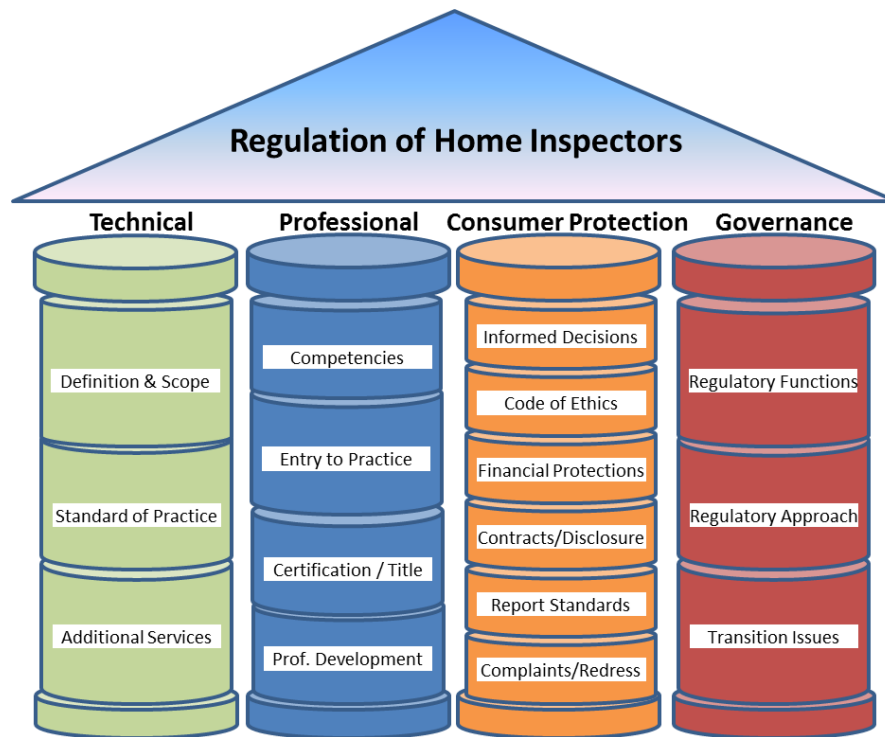 Regulation of Home Inspectors
Technical
Definition & Scope
Standard of Practice
Additional Services
Professional
Competencies
Entry to Practice
Certification / Title
Prof. Development
Consumer Protection
Informed Decisions
Code of Ethics
Financial Protections
Contracts/Disclosure
Report Standards
Complaints/Redress
Governance
Regulatory Functions
Regulatory Approach
Transition Issues